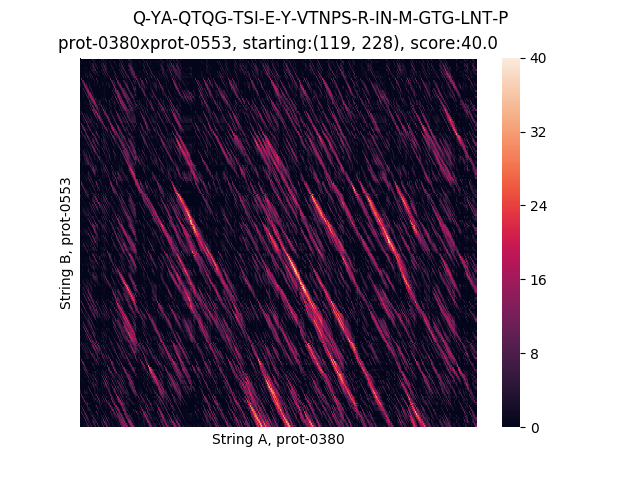 Q-YA-QTQG-TSI-E-Y-VTNPS-R-IN-M-GTG-LNT-P
prot-0380xprot-0553, starting:(119, 228), score:40.0
40
32
24
16
8
0
String B, prot-0553
String A, prot-0380